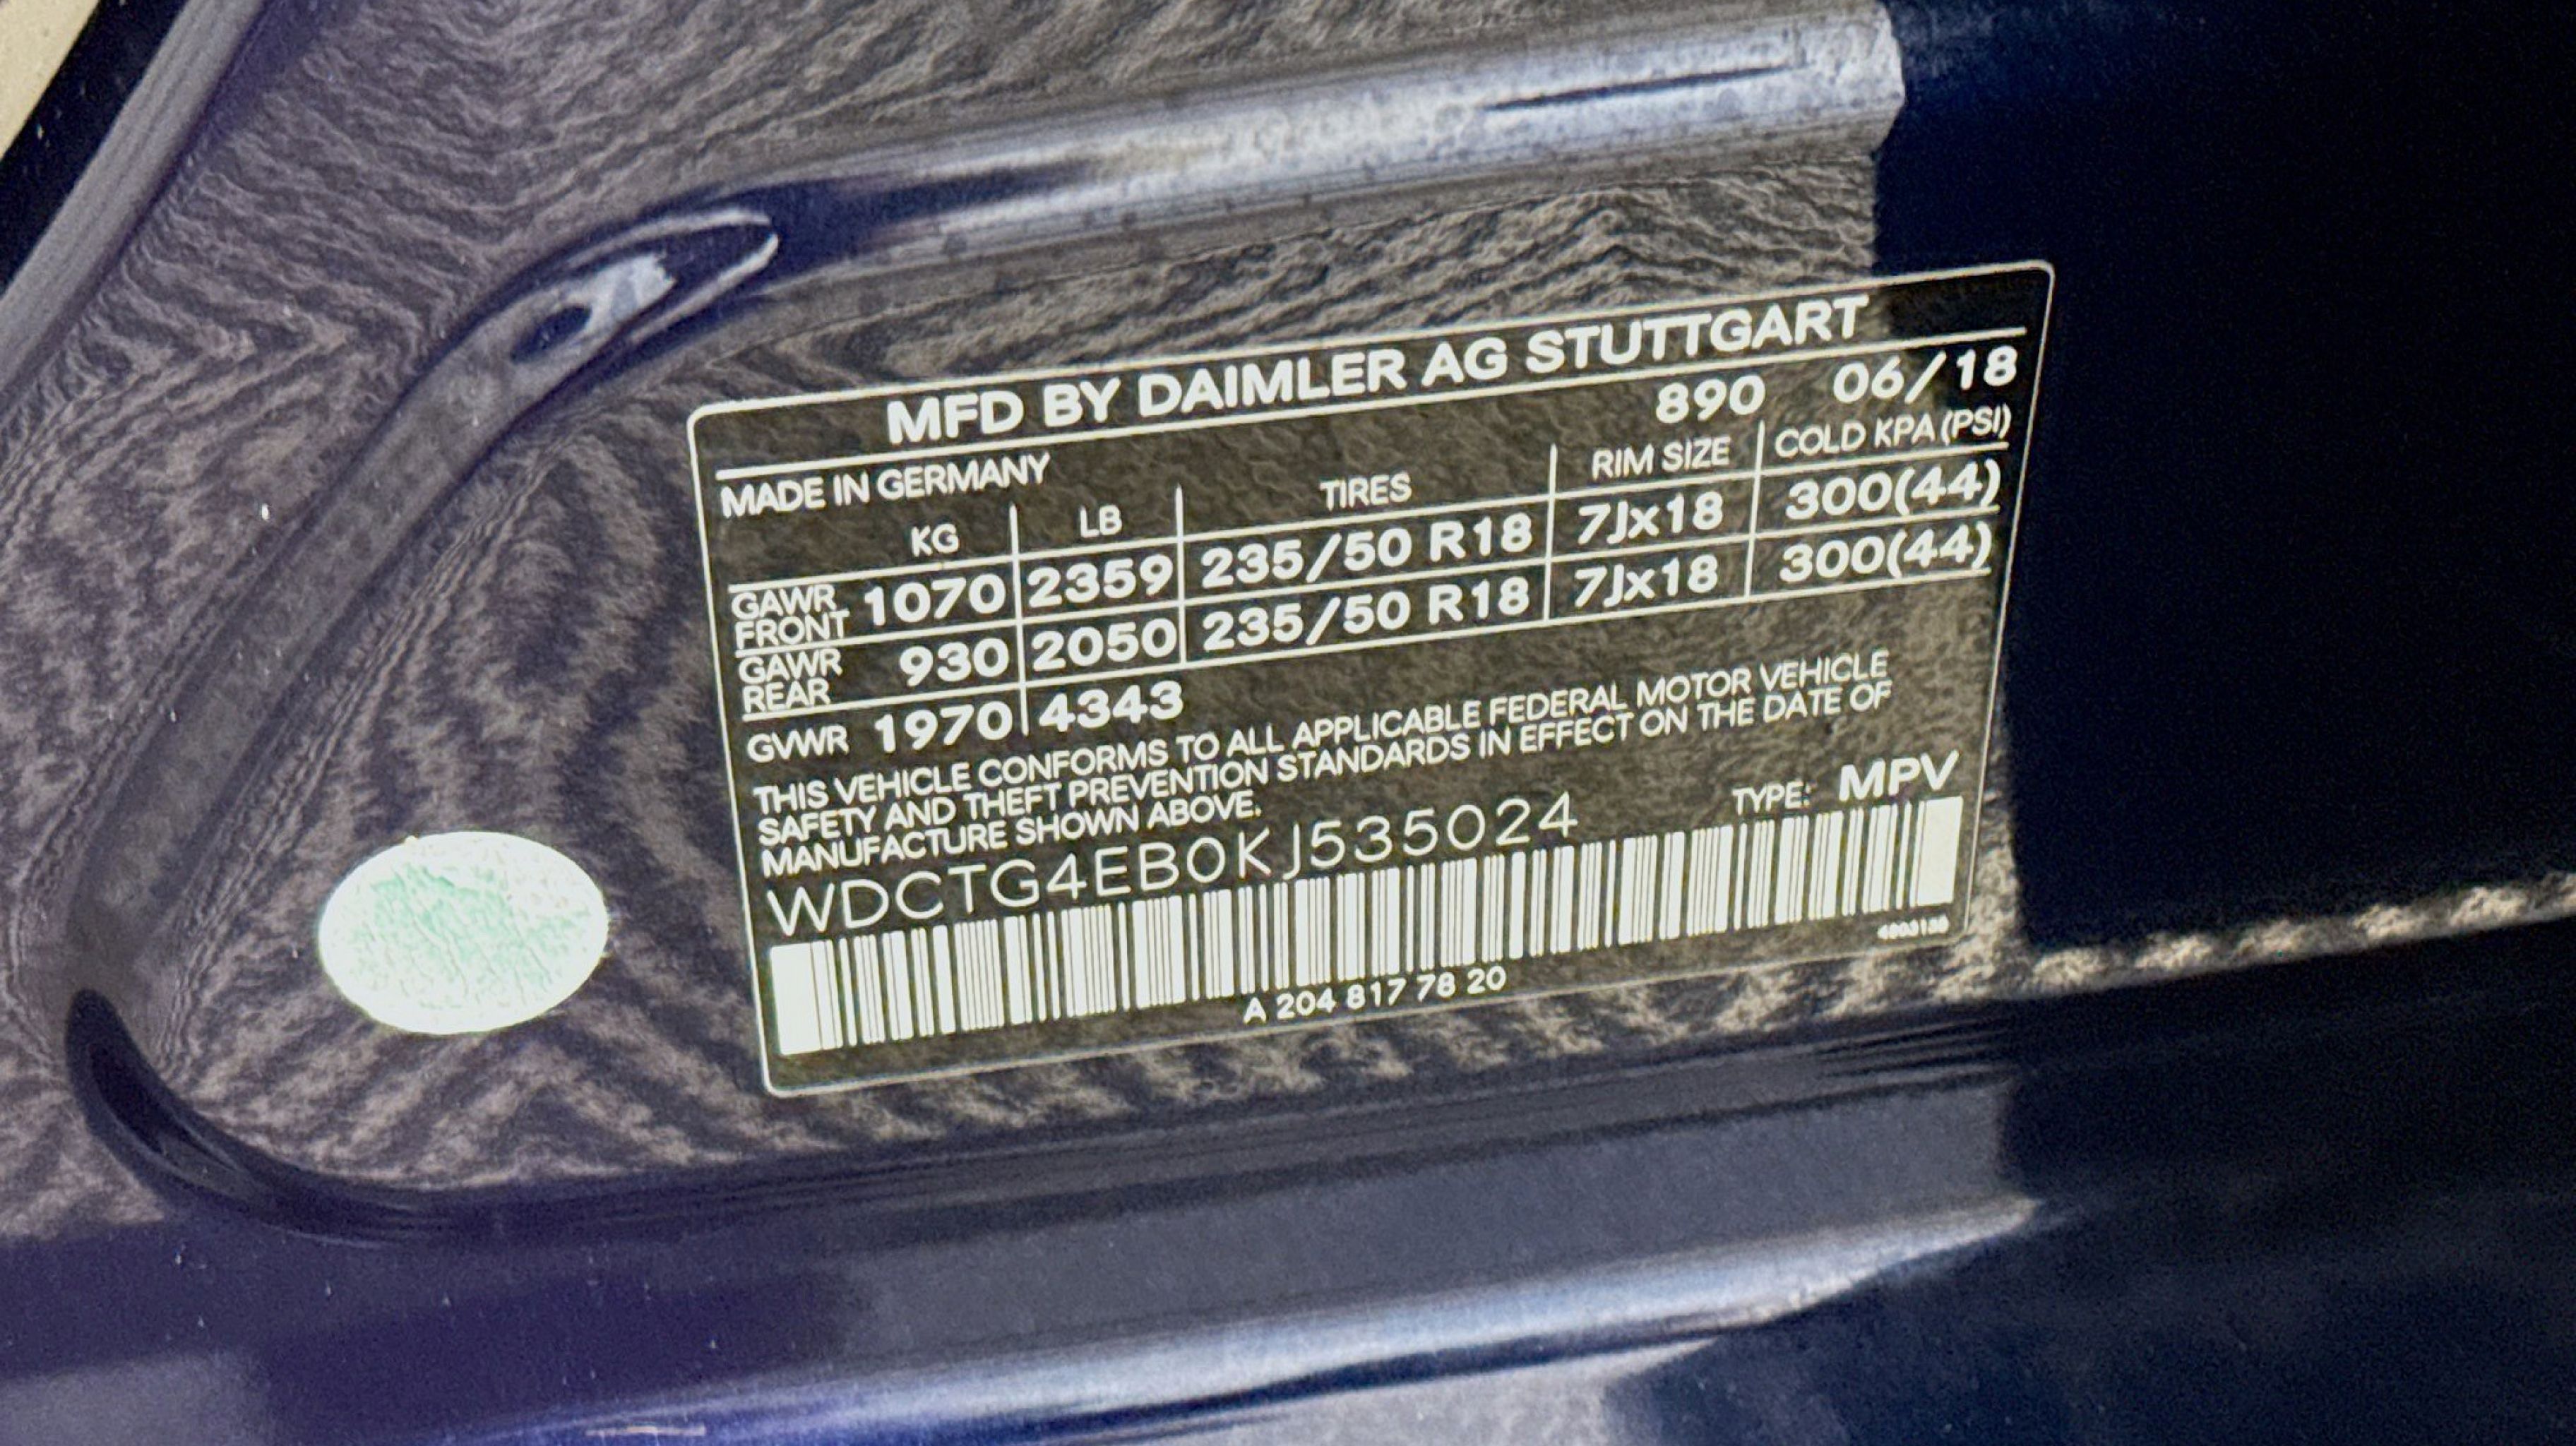 MFD BY DAIMLER AG STUTTGART
890 06/18
MADE IN GERMANY
KG LB TIRES RIM SIZE COLD KPA (PSI)
GAWR FRONT 1070 2359 235/50 R18 7Jx18 300(44)
GAWR REAR 930 2050 235/50 R18 7Jx18 300(44)
GVWR 1970 4343
THIS VEHICLE CONFORMS TO ALL APPLICABLE FEDERAL MOTOR VEHICLE
SAFETY AND THEFT PREVENTION STANDARDS IN EFFECT ON THE DATE OF
MANUFACTURE SHOWN ABOVE.
TYPE: MPV
WDCTG4EB0KJ535024
A 204 817 78 20